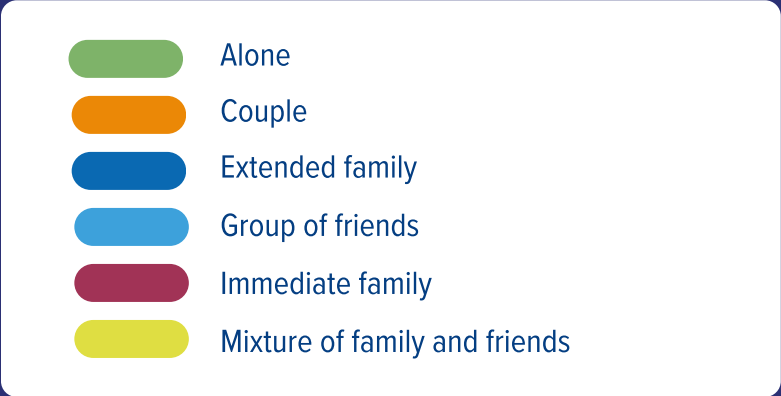 Alone
Couple
Extended family
Group of friends
Immediate family
Mixture of family and friends